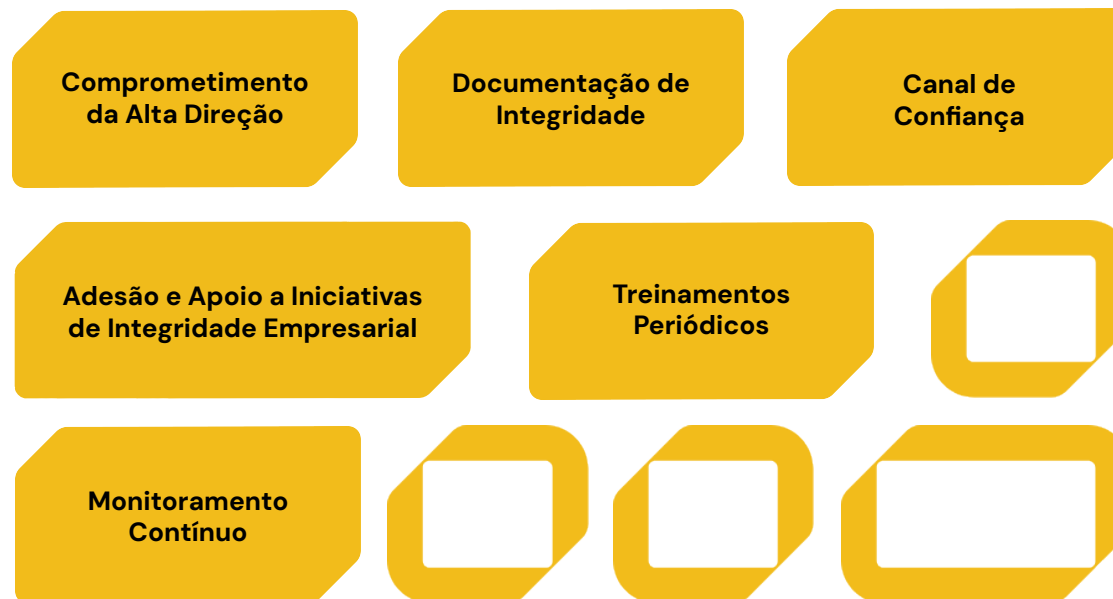 Comprometimento
da Alta Direção
Documentação de
Integridade
Canal de
Confiança
Adesão e Apoio a Iniciativas
de Integridade Empresarial
Treinamentos
Periódicos
Monitoramento
Contínuo